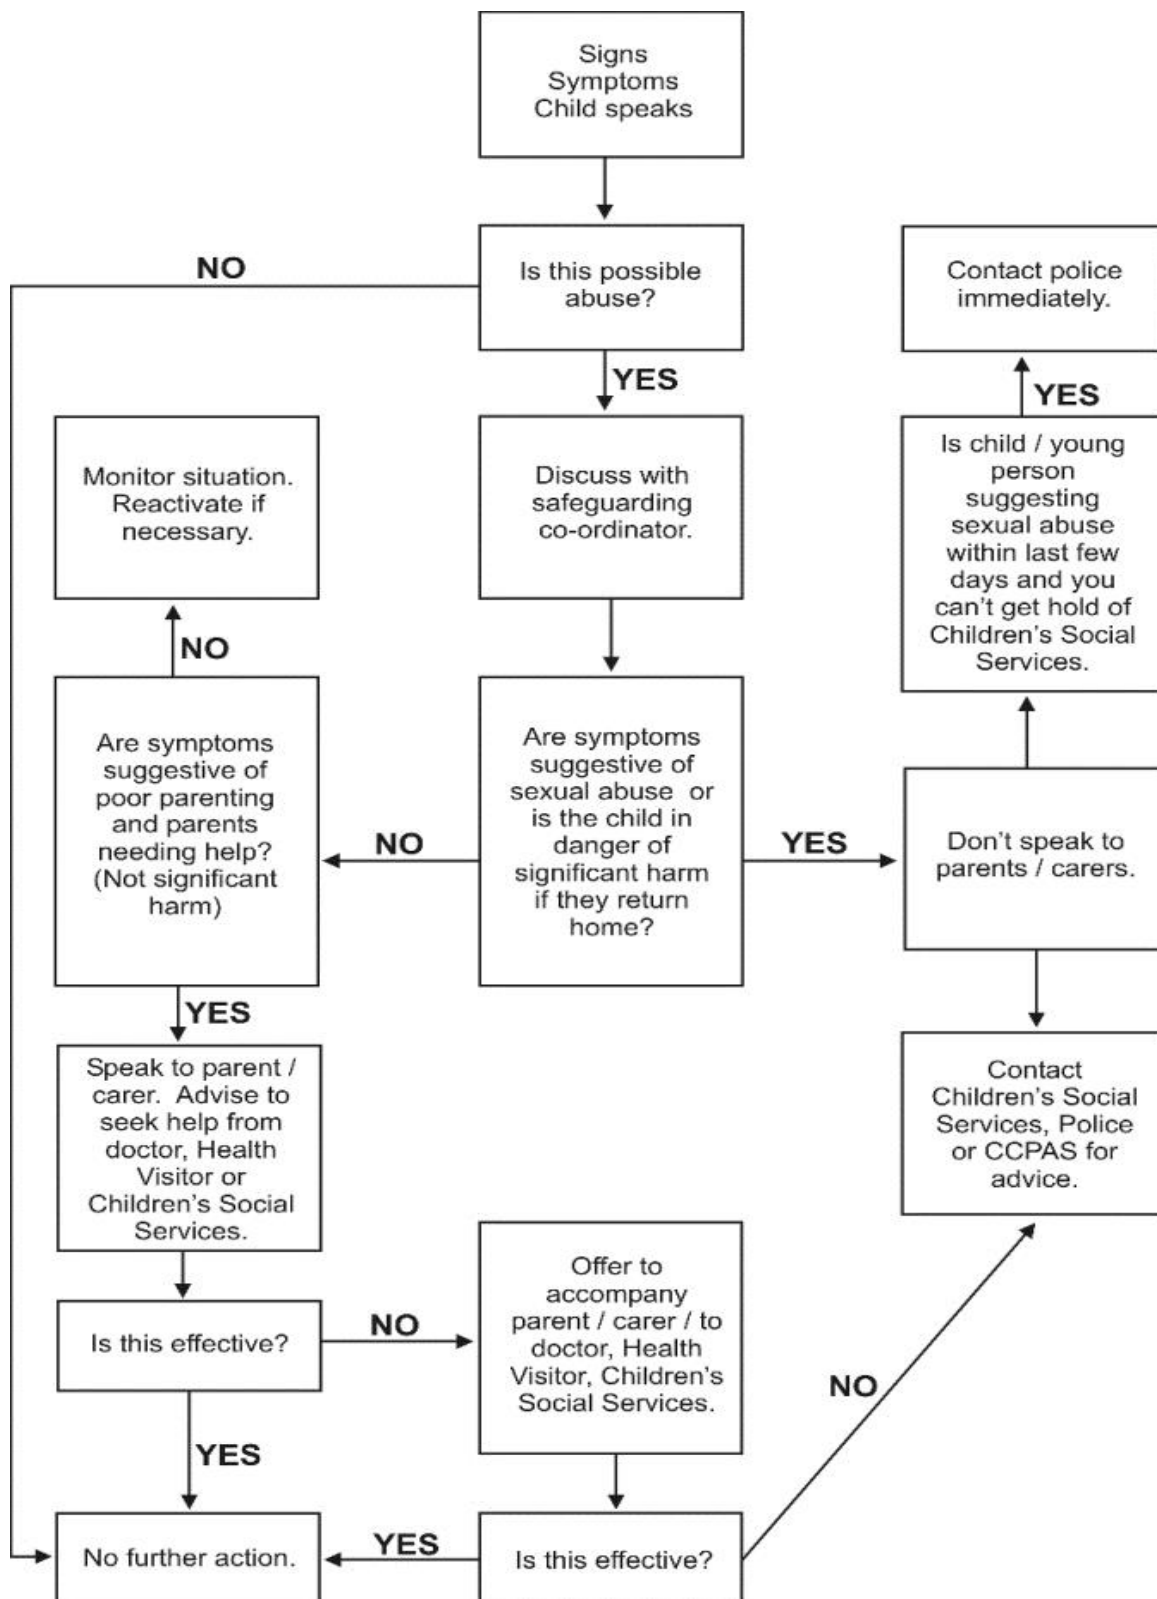 Signs
Symptoms
Child speaks
NO
Is this possible
abuse?
Contact police
immediately.
YES
YES
Monitor situation.
Reactivate if
necessary.
Discuss with
safeguarding
co-ordinator.
Is child / young
person
suggesting
sexual abuse
within last few
days and you
can't get hold of
Children's Social
Services.
NO
Are symptoms
suggestive of
poor parenting
and parents
needing help?
(Not significant
harm)
NO
Are symptoms
suggestive of
sexual abuse or
is the child in
danger of
significant harm
if they return
home?
YES
Don't speak to
parents / carers.
YES
Speak to parent /
carer. Advise to
seek help from
doctor, Health
Visitor or
Children's Social
Services.
Contact
Children's Social
Services, Police
or CCPAS for
advice.
Is this effective?
NO
Offer to
accompany
parent / carer / to
doctor, Health
Visitor, Children's
Social Services.
NO
YES
No further action.
YES
Is this effective?